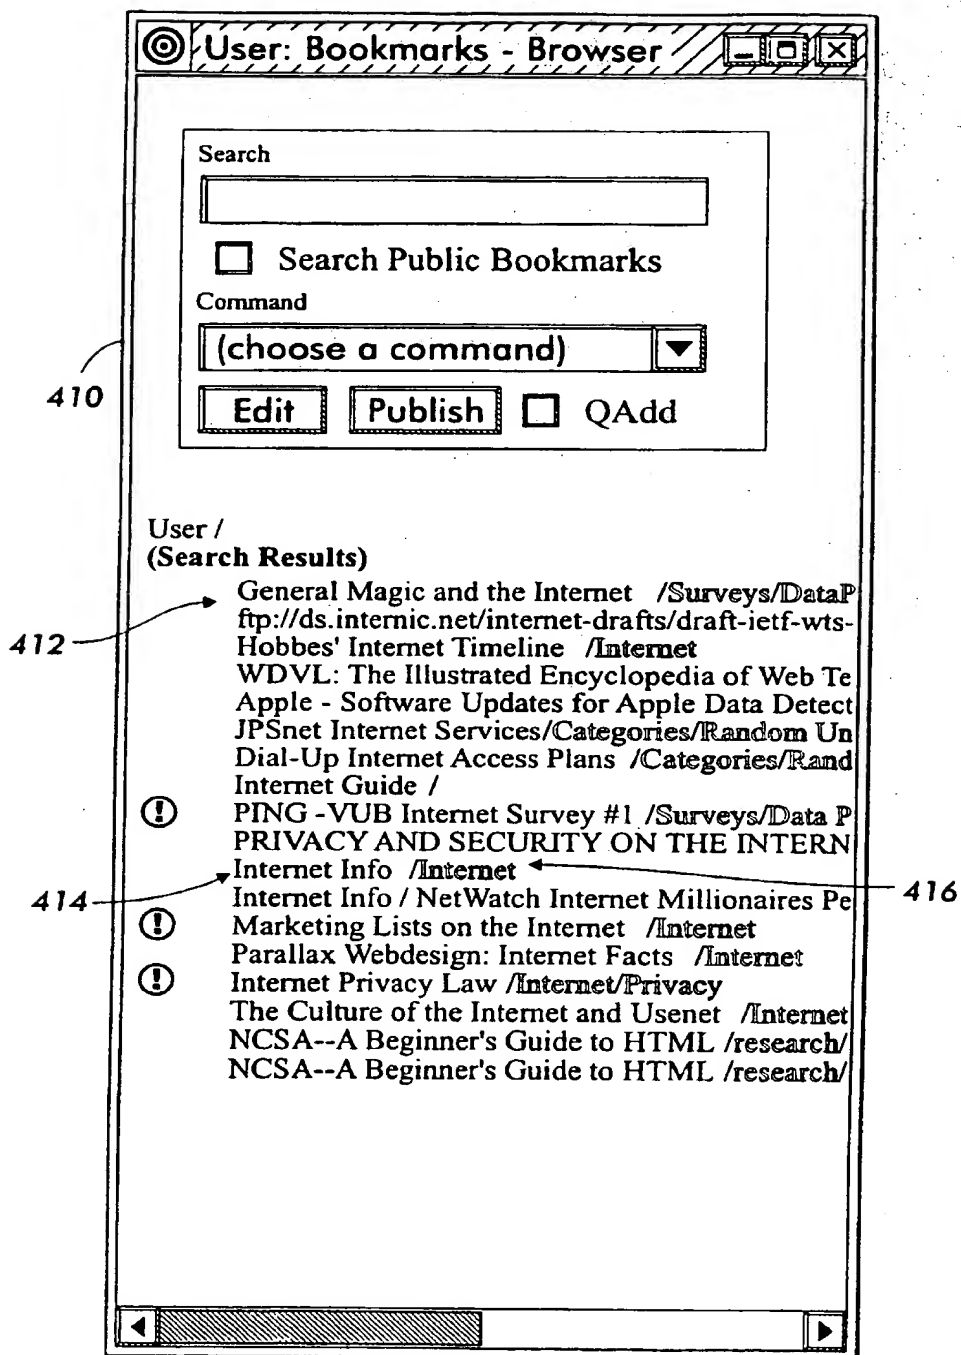 User: Bookmarks - Browser
Search
Search Public Bookmarks
Command
(choose a command)
410
Edit Publish QAdd
User /
(Search Results)
General Magic and the Internet /Surveys/DataP
412
ftp://ds.internic.net/internet-drafts/draft-ietf-wts-
Hobbes' Internet Timeline /Internet
WDVL: The Illustrated Encyclopedia of Web Te
Apple - Software Updates for Apple Data Detect
JPSnet Internet Services/Categories/Random Un
Dial-Up Internet Access Plans /Categories/Rand
Internet Guide /
PING -VUB Internet Survey #1 /Surveys/Data P
PRIVACY AND SECURITY ON THE INTERN
Internet Info /Internet
414
416
Internet Info / NetWatch Internet Millionaires Pe
Marketing Lists on the Internet /Internet
Parallax Webdesign: Internet Facts /Internet
Internet Privacy Law /Internet/Privacy
The Culture of the Internet and Usenet /Internet
NCSA--A Beginner's Guide to HTML /research/
NCSA--A Beginner's Guide to HTML /research/